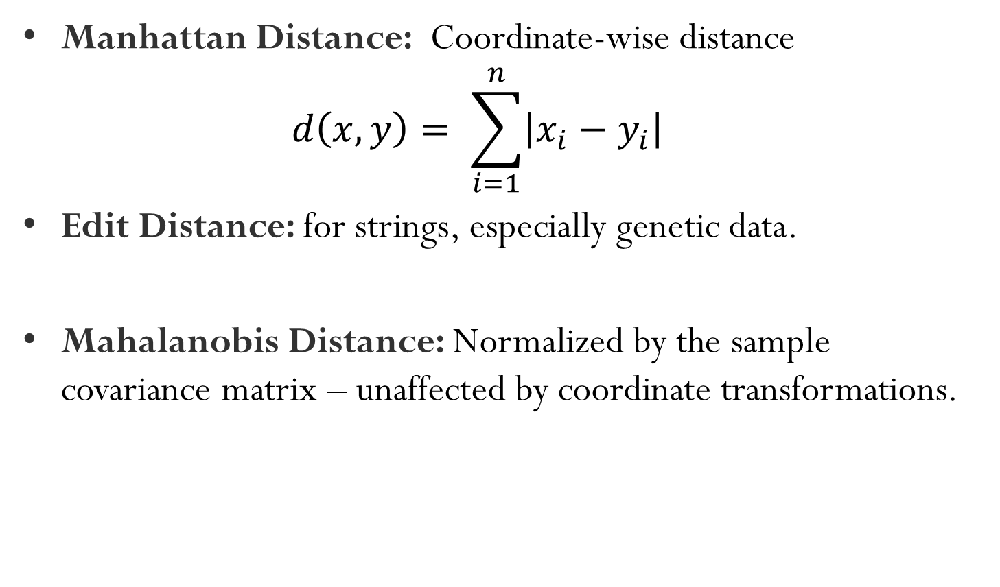 • Manhattan Distance: Coordinate-wise distance
d(x, y) = ∑_{i=1}^{n} |x_i − y_i|
• Edit Distance: for strings, especially genetic data.
• Mahalanobis Distance: Normalized by the sample
covariance matrix – unaffected by coordinate transformations.